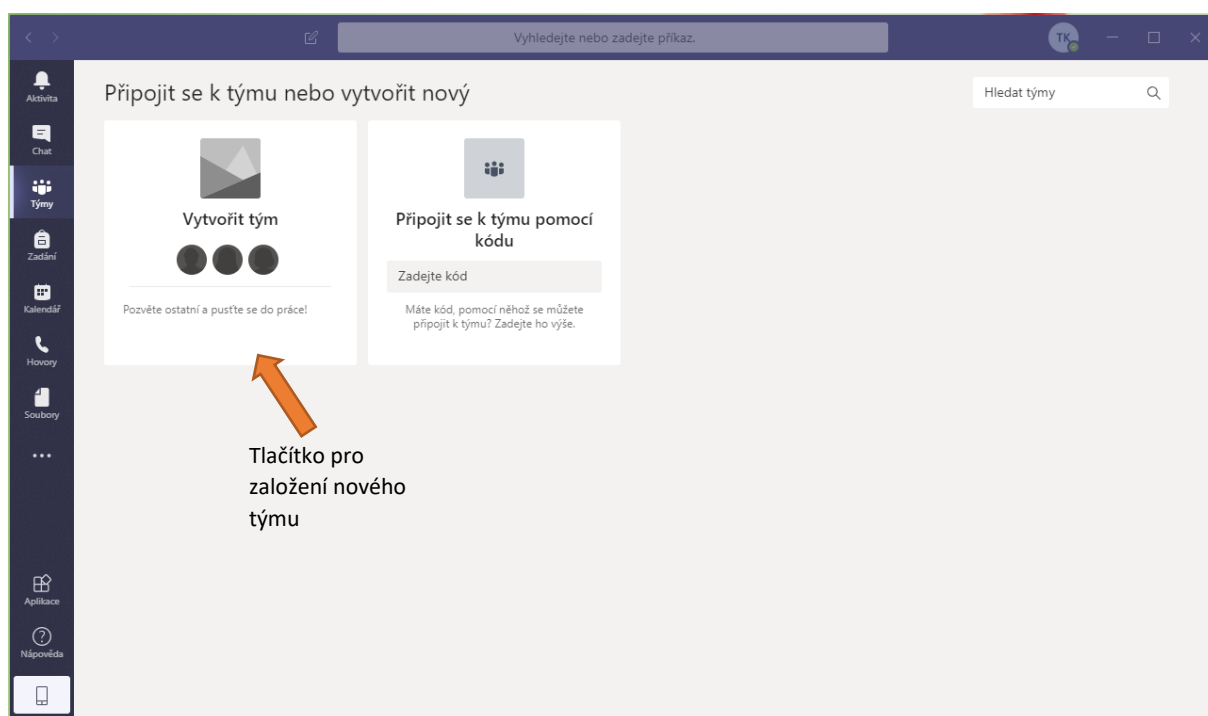 Vyhledejte nebo zadejte příkaz.
TK
Aktivita
Chat
Týmy
Zadání
Kalendář
Hovory
Soubory
Aplikace
Nápověda
Připojit se k týmu nebo vytvořit nový
Hledat týmy
Vytvořit tým
Pozvěte ostatní a pusťte se do práce!
Připojit se k týmu pomocí
kódu
Zadejte kód
Máte kód, pomocí něhož se můžete
připojit k týmu? Zadejte ho výše.
Tlačítko pro
založení nového
týmu